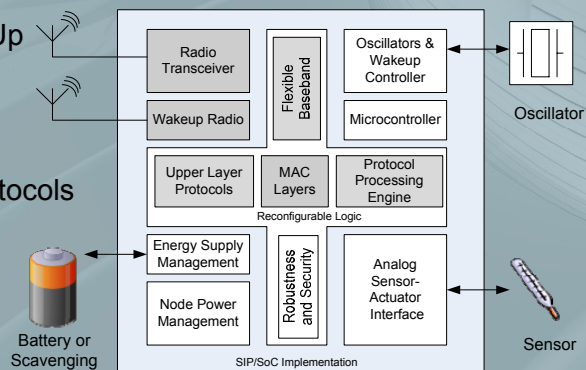 Up
Radio
Transceiver
Flexible
Baseband
Oscillators &
Wakeup
Controller
Oscillator
Wakeup Radio
Microcontroller
tocols
Upper Layer
Protocols
MAC
Layers
Protocol
Processing
Engine
Reconfigurable Logic
Energy Supply
Management
Robustness
and Security
Analog
Sensor-
Actuator
Interface
Node Power
Management
Battery or
Scavenging
Sensor
SIP/SoC Implementation